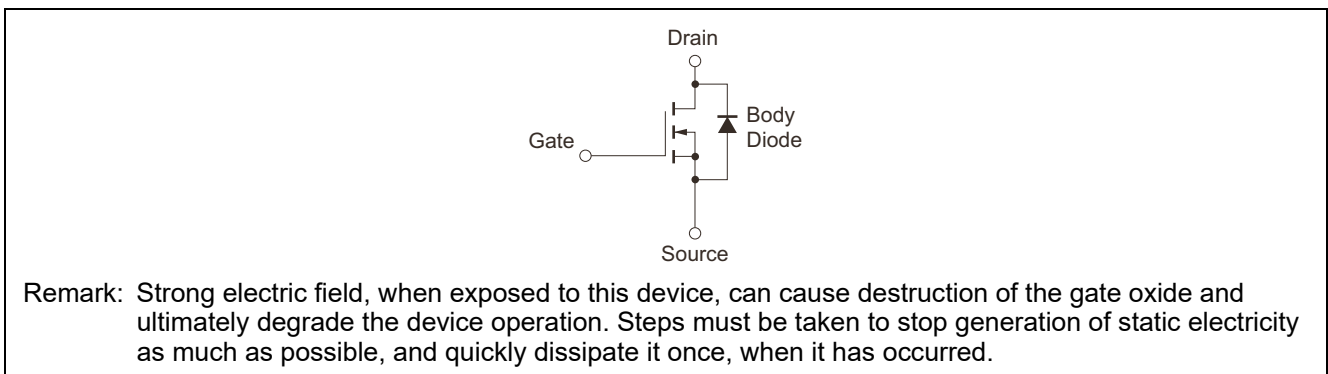 Drain
Body
Diode
Gate
Source
Remark: Strong electric field, when exposed to this device, can cause destruction of the gate oxide and
ultimately degrade the device operation. Steps must be taken to stop generation of static electricity
as much as possible, and quickly dissipate it once, when it has occurred.